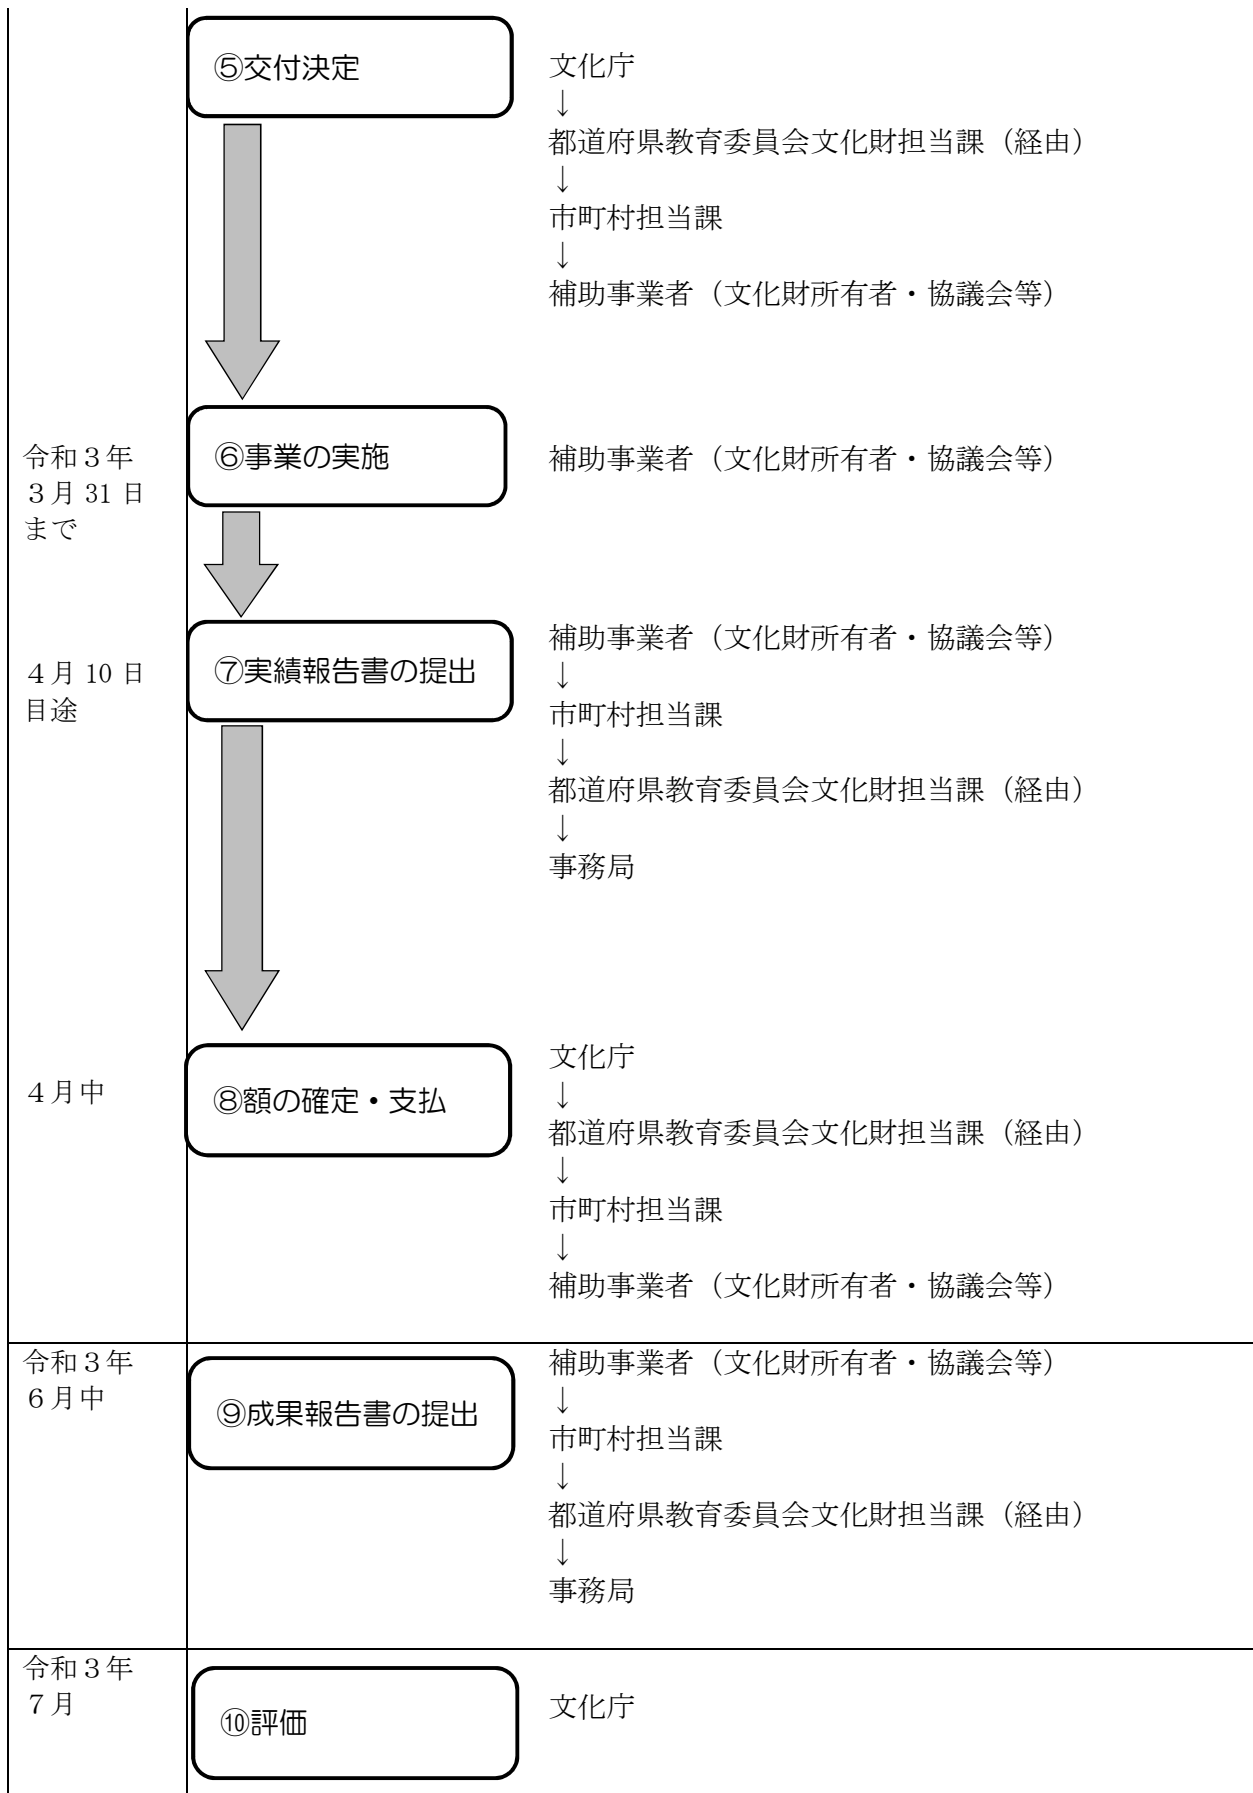 ⑤交付決定
文化庁
↓
都道府県教育委員会文化財担当課（経由）
↓
市町村担当課
↓
補助事業者（文化財所有者・協議会等）
令和３年
３月 31 日
まで
⑥事業の実施
補助事業者（文化財所有者・協議会等）
４月 10 日
目途
⑦実績報告書の提出
補助事業者（文化財所有者・協議会等）
↓
市町村担当課
↓
都道府県教育委員会文化財担当課（経由）
↓
事務局
４月中
⑧額の確定・支払
文化庁
↓
都道府県教育委員会文化財担当課（経由）
↓
市町村担当課
↓
補助事業者（文化財所有者・協議会等）
令和３年
６月中
⑨成果報告書の提出
補助事業者（文化財所有者・協議会等）
↓
市町村担当課
↓
都道府県教育委員会文化財担当課（経由）
↓
事務局
令和３年
７月
⑩評価
文化庁